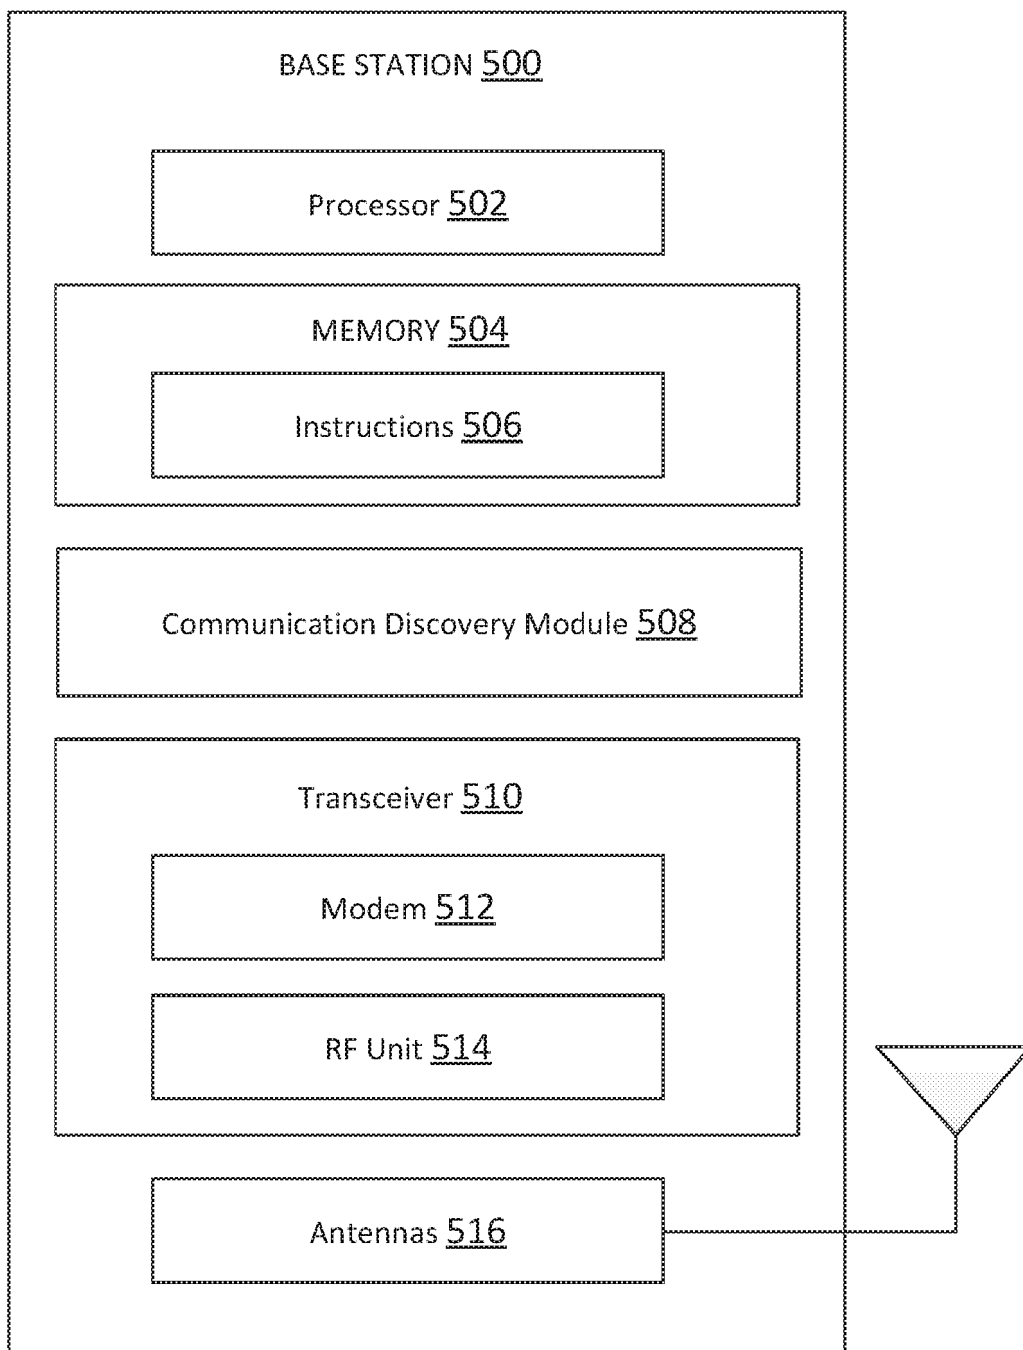 BASE STATION 500
Processor 502
MEMORY 504
Instructions 506
Communication Discovery Module 508
Transceiver 510
Modem 512
RF Unit 514
Antennas 516